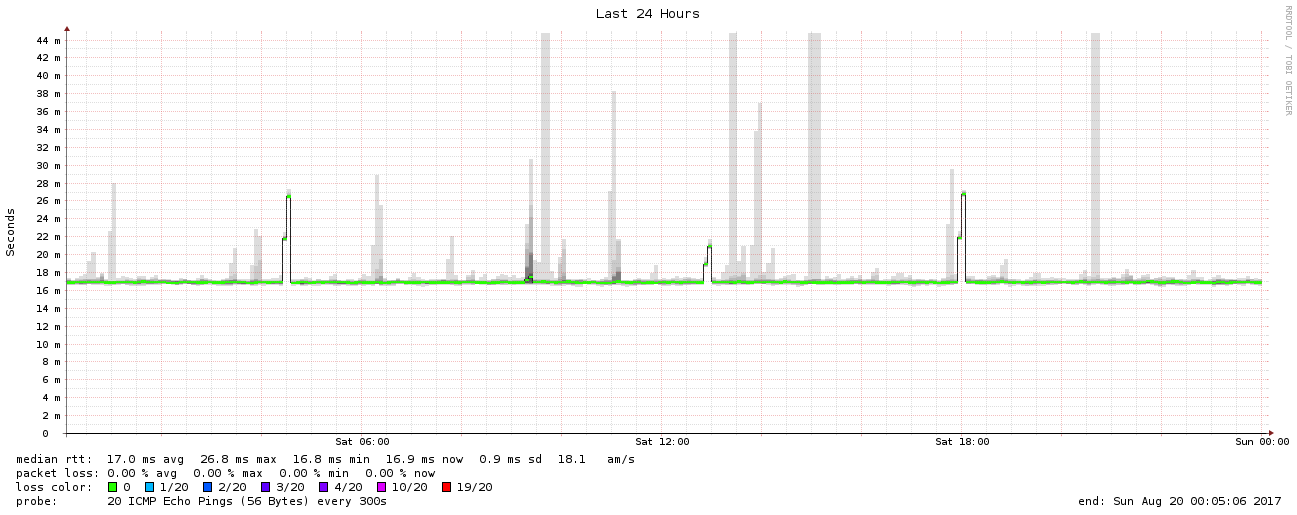 Last 24 Hours
RRDTOOL / TOBI OETIKER
Seconds
44 m
42 m
40 m
38 m
36 m
34 m
32 m
30 m
28 m
26 m
24 m
22 m
20 m
18 m
16 m
14 m
12 m
10 m
8 m
6 m
4 m
2 m
0
Sat 06:00 Sat 12:00 Sat 18:00 Sun 00:00
median rtt: 17.0 ms avg 26.8 ms max 16.8 ms min 16.9 ms now 0.9 ms sd 18.1 am/s
packet loss: 0.00 % avg 0.00 % max 0.00 % min 0.00 % now
loss color: 0 1/20 2/20 3/20 4/20 10/20 19/20
probe: 20 ICMP Echo Pings (56 Bytes) every 300s end: Sun Aug 20 00:05:06 2017